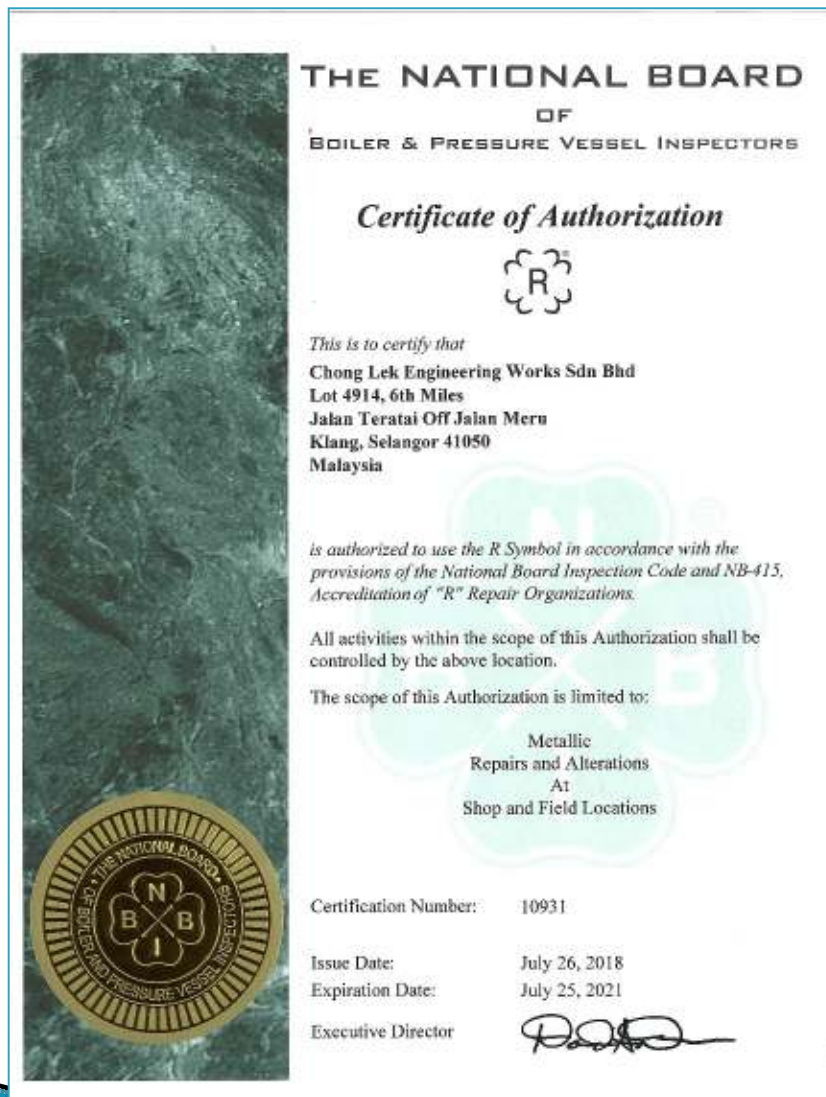 THE NATIONAL BOARD
OF
BOILER & PRESSURE VESSEL INSPECTORS
Certificate of Authorization
R
This is to certify that
Chong Lek Engineering Works Sdn Bhd
Lot 4914, 6th Miles
Jalan Teratai Off Jalan Meru
Klang, Selangor 41050
Malaysia
is authorized to use the R Symbol in accordance with the
provisions of the National Board Inspection Code and NB-415,
Accreditation of "R" Repair Organizations.
All activities within the scope of this Authorization shall be
controlled by the above location.
The scope of this Authorization is limited to:
Metallic
Repairs and Alterations
At
Shop and Field Locations
Certification Number: 10931
Issue Date: July 26, 2018
Expiration Date: July 25, 2021
Executive Director
THE NATIONAL BOARD
OF BOILER AND PRESSURE VESSEL INSPECTORS
N
B B
I
N
B B